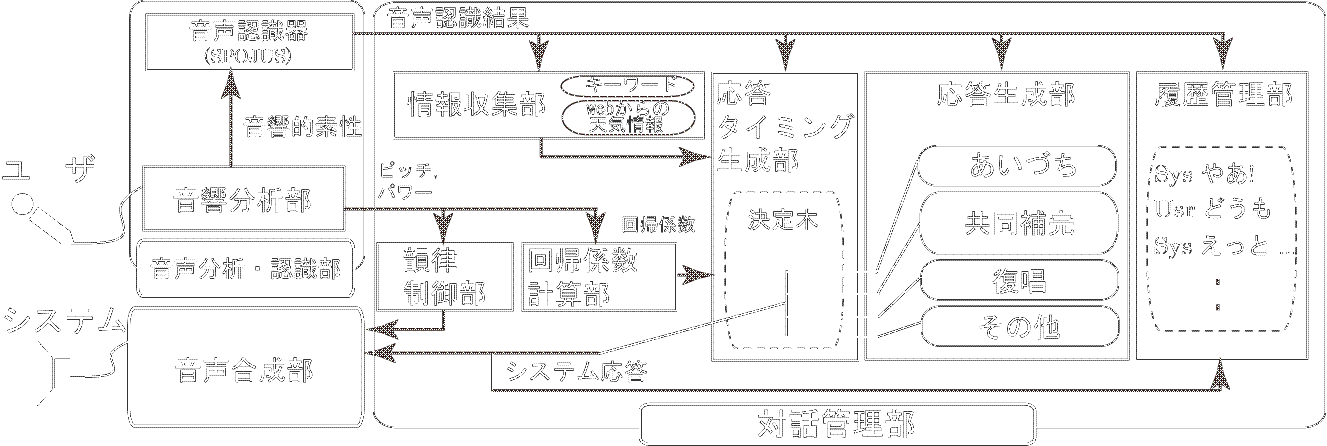 音声認識器
(SPOJUS)
音響的素性
ユ ザ
音響分析部
音声分析・認識部
システム
音声合成部
音声認識結果
情報収集部
キーワード
webからの
天気情報
ピッチ,
パワー
韻律
制御部
回帰係数
計算部
回帰係数
応答
タイミング
生成部
決定木
システム応答
応答生成部
あいづち
共同補完
復唱
その他
履歴管理部
Sys やあ!
Usr どうも
Sys えっと ...
対話管理部